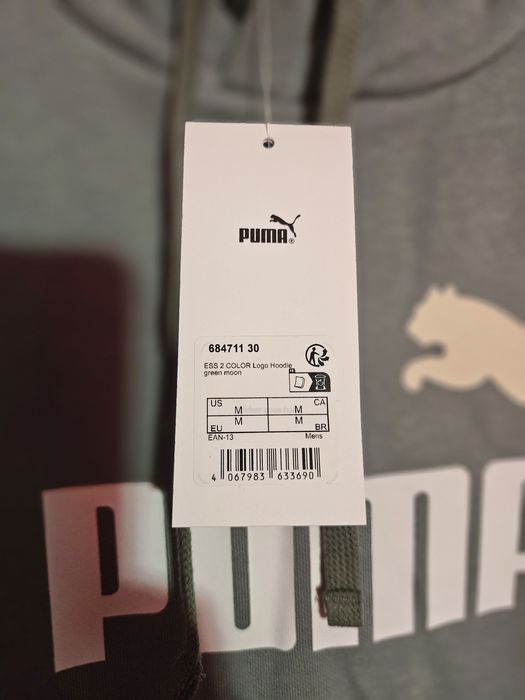 PUMA®
684711 30
ESS 2 COLOR Logo Hoodie
green moon
US M M CA
EU M M BR
EAN-13 Mens
4 067983 633690
PUMA